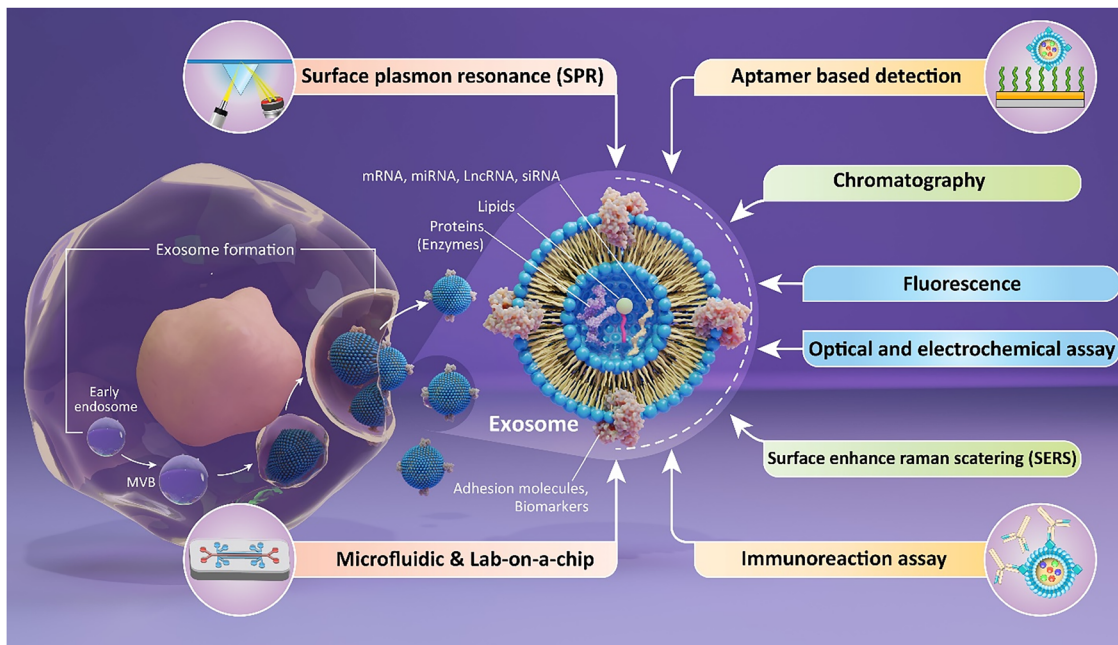 Surface plasmon resonance (SPR)
Aptamer based detection
mRNA, miRNA, LncRNA, siRNA
Chromatography
Lipids
Proteins
(Enzymes)
Exosome formation
Fluorescence
Optical and electrochemical assay
Early
endosome
Exosome
MVB
Surface enhance raman scatering (SERS)
Adhesion molecules,
Biomarkers
Microfluidic & Lab-on-a-chip
Immunoreaction assay